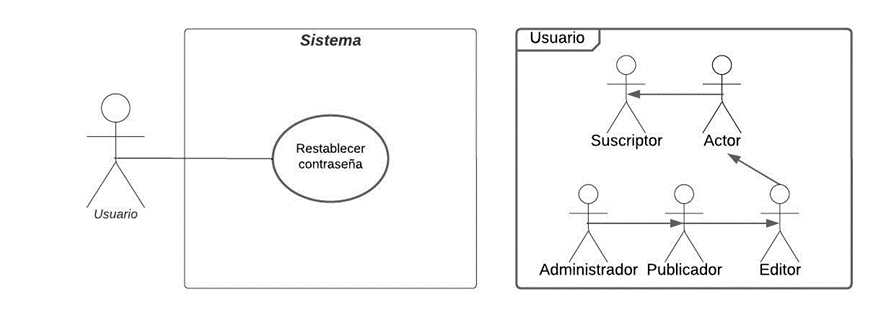 Sistema
Restablecer
contraseña
Usuario
Usuario
Suscriptor
Actor
Administrador
Publicador
Editor